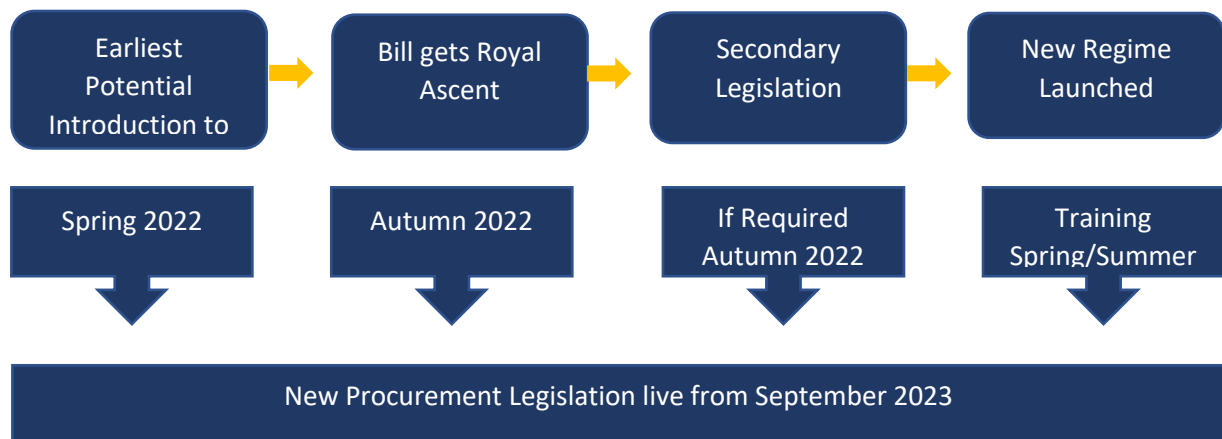 Earliest
Potential
Introduction to
Bill gets Royal
Ascent
Secondary
Legislation
New Regime
Launched
Spring 2022
Autumn 2022
If Required
Autumn 2022
Training
Spring/Summer
New Procurement Legislation live from September 2023